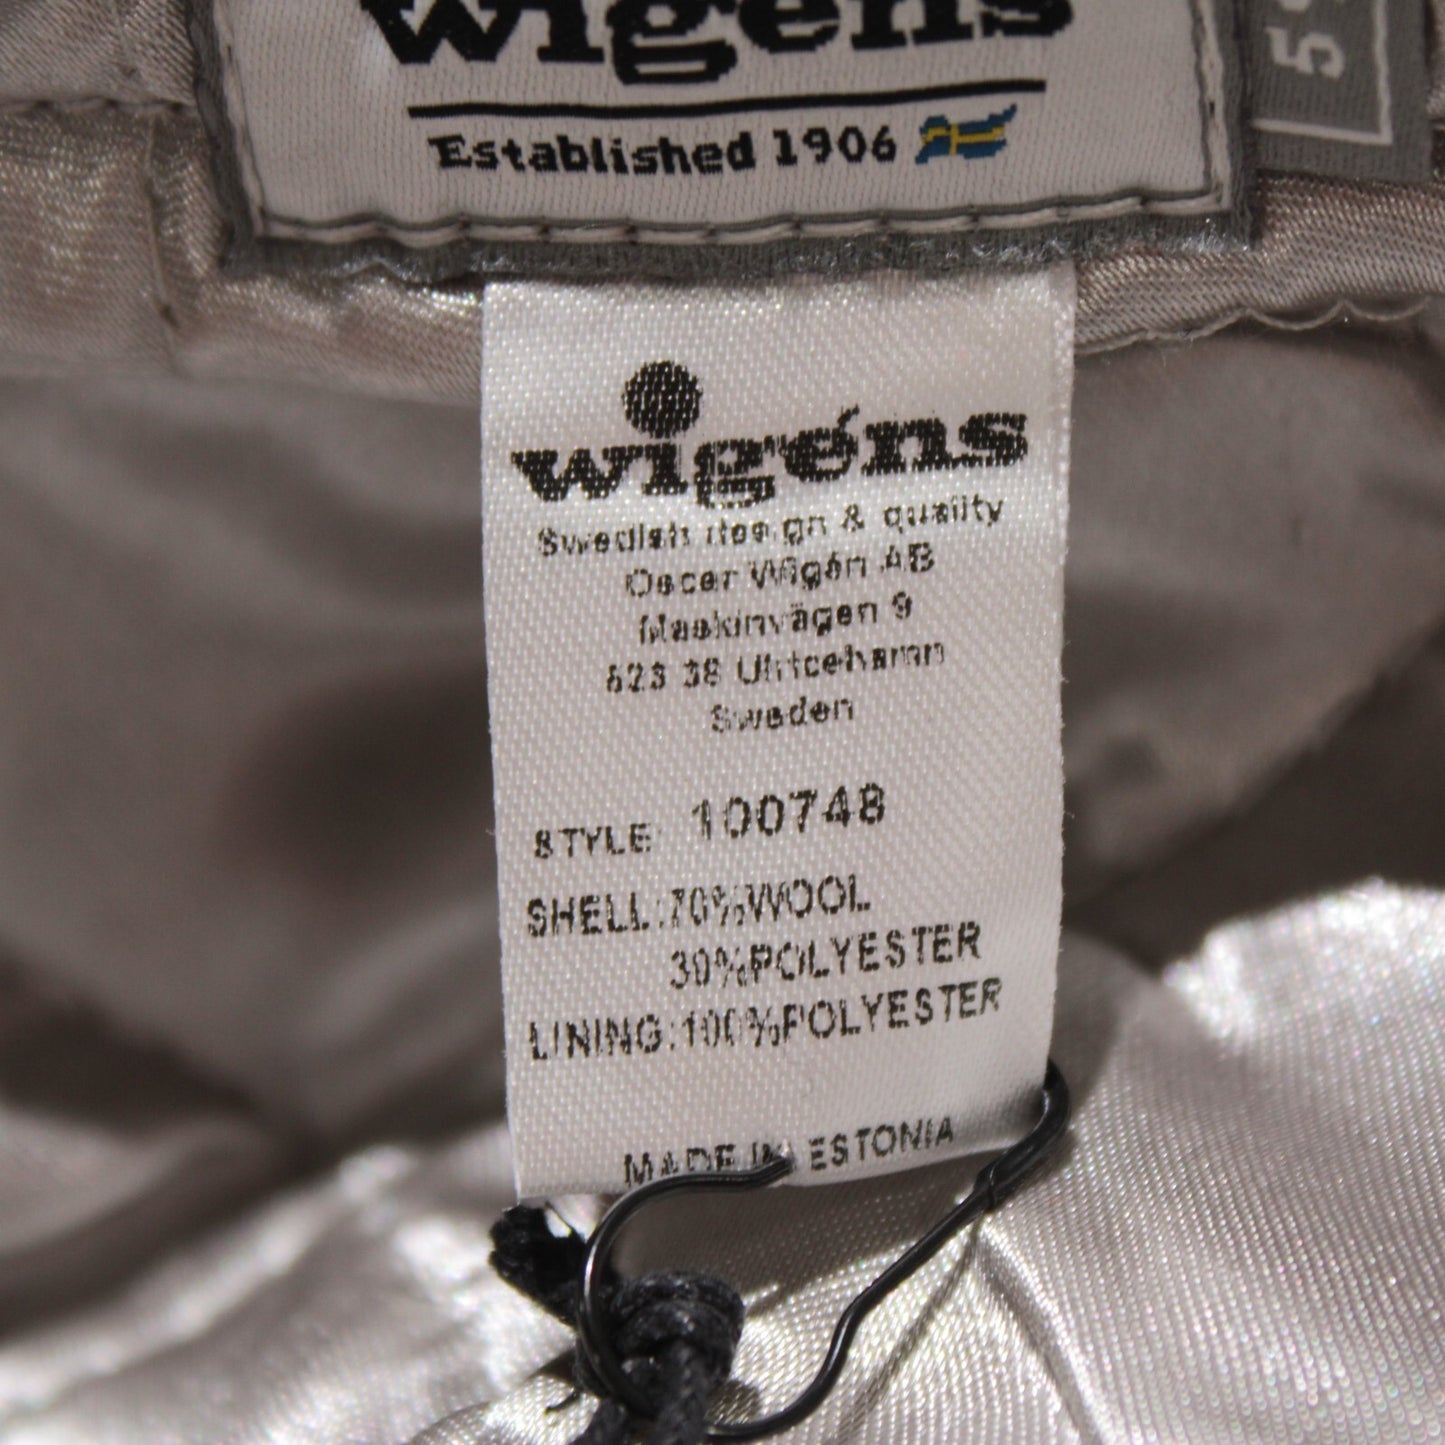 wigéns
Established 1906
wigéns
Swedish design & quality
Oscar Wigén AB
Maskinvägen 9
523 38 Ulricehamn
Sweden
STYLE: 100748
SHELL:70%WOOL
30%POLYESTER
LINING:100%POLYESTER
MADE IN ESTONIA